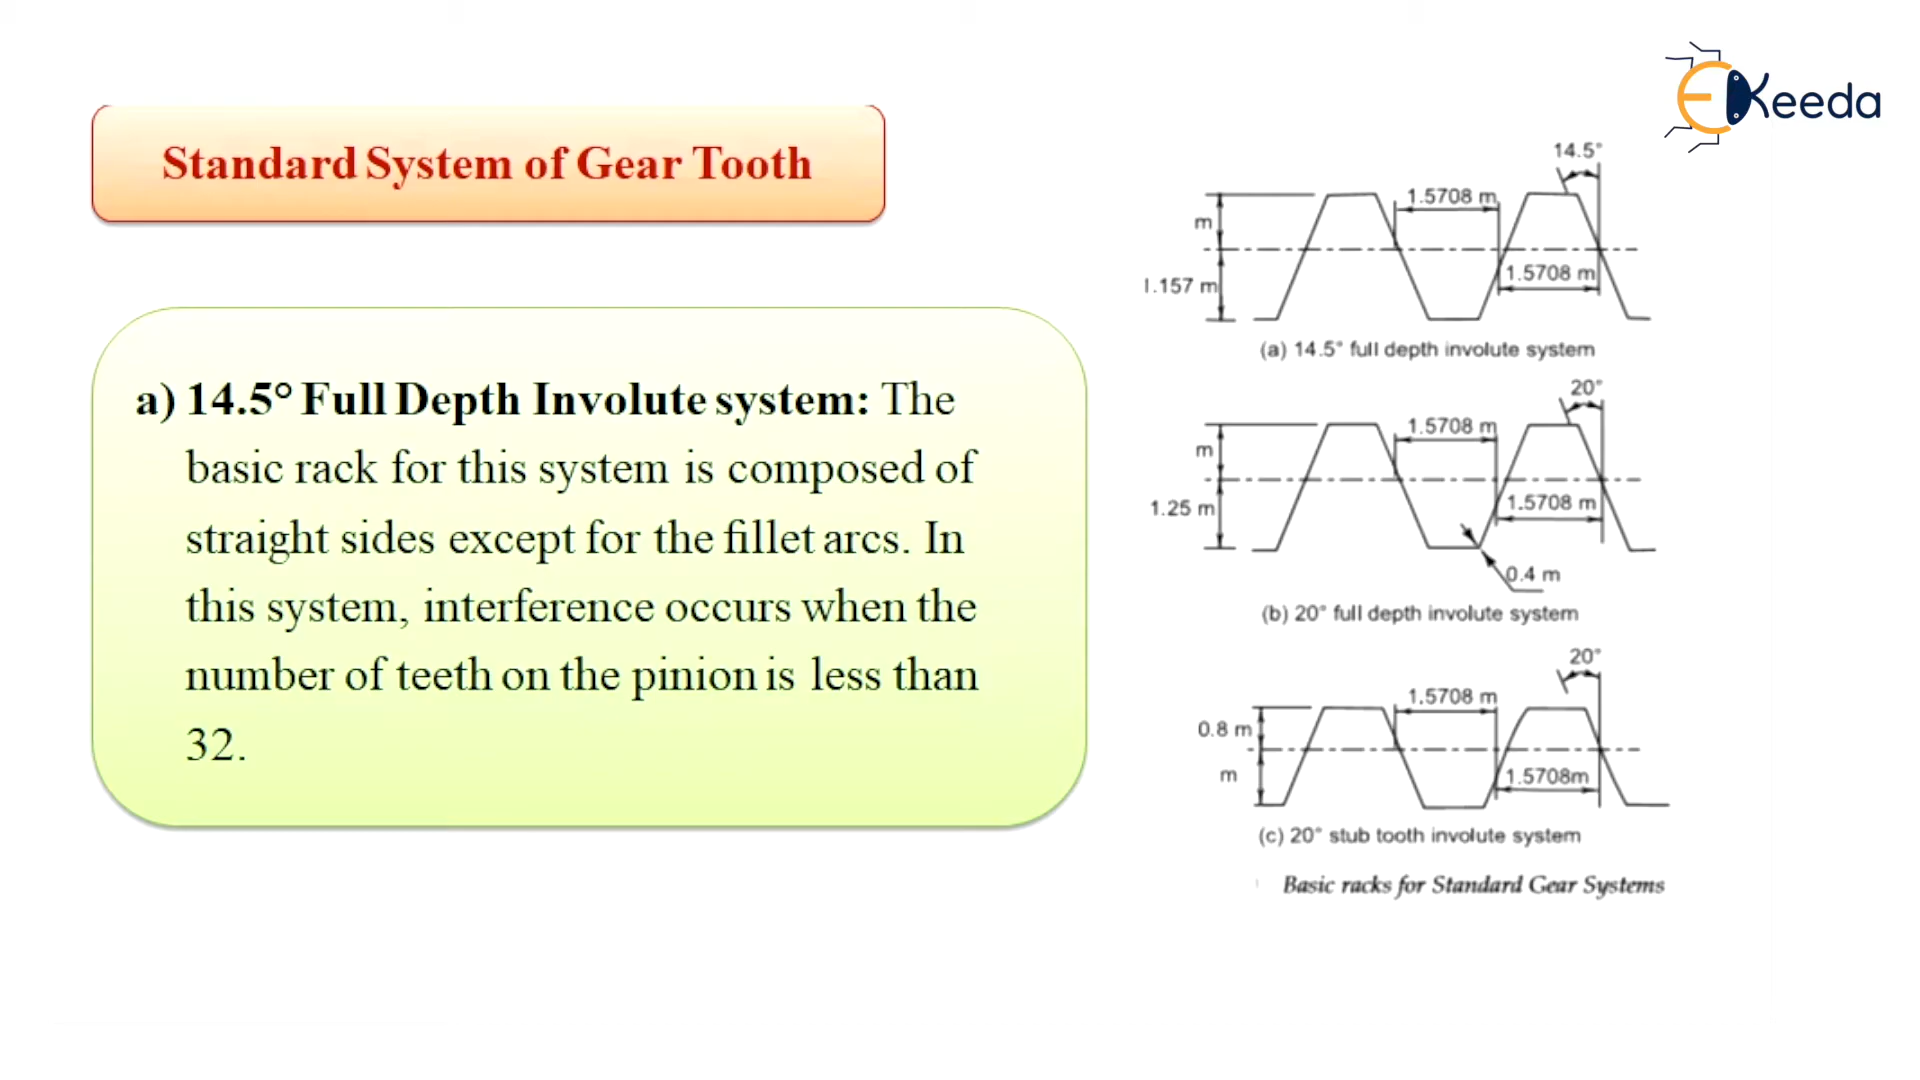 Keeda
Standard System of Gear Tooth
a) 14.5° Full Depth Involute system: The
basic rack for this system is composed of
straight sides except for the fillet arcs. In
this system, interference occurs when the
number of teeth on the pinion is less than
32.
14.5°
1.5708 m
m
1.5708 m
1.157 m
(a) 14.5° full depth involute system
20°
1.5708 m
m
1.5708 m
1.25 m
0.4 m
(b) 20° full depth involute system
20°
1.5708 m
0.8 m
m
1.5708m
(c) 20° stub tooth involute system
Basic racks for Standard Gear Systems